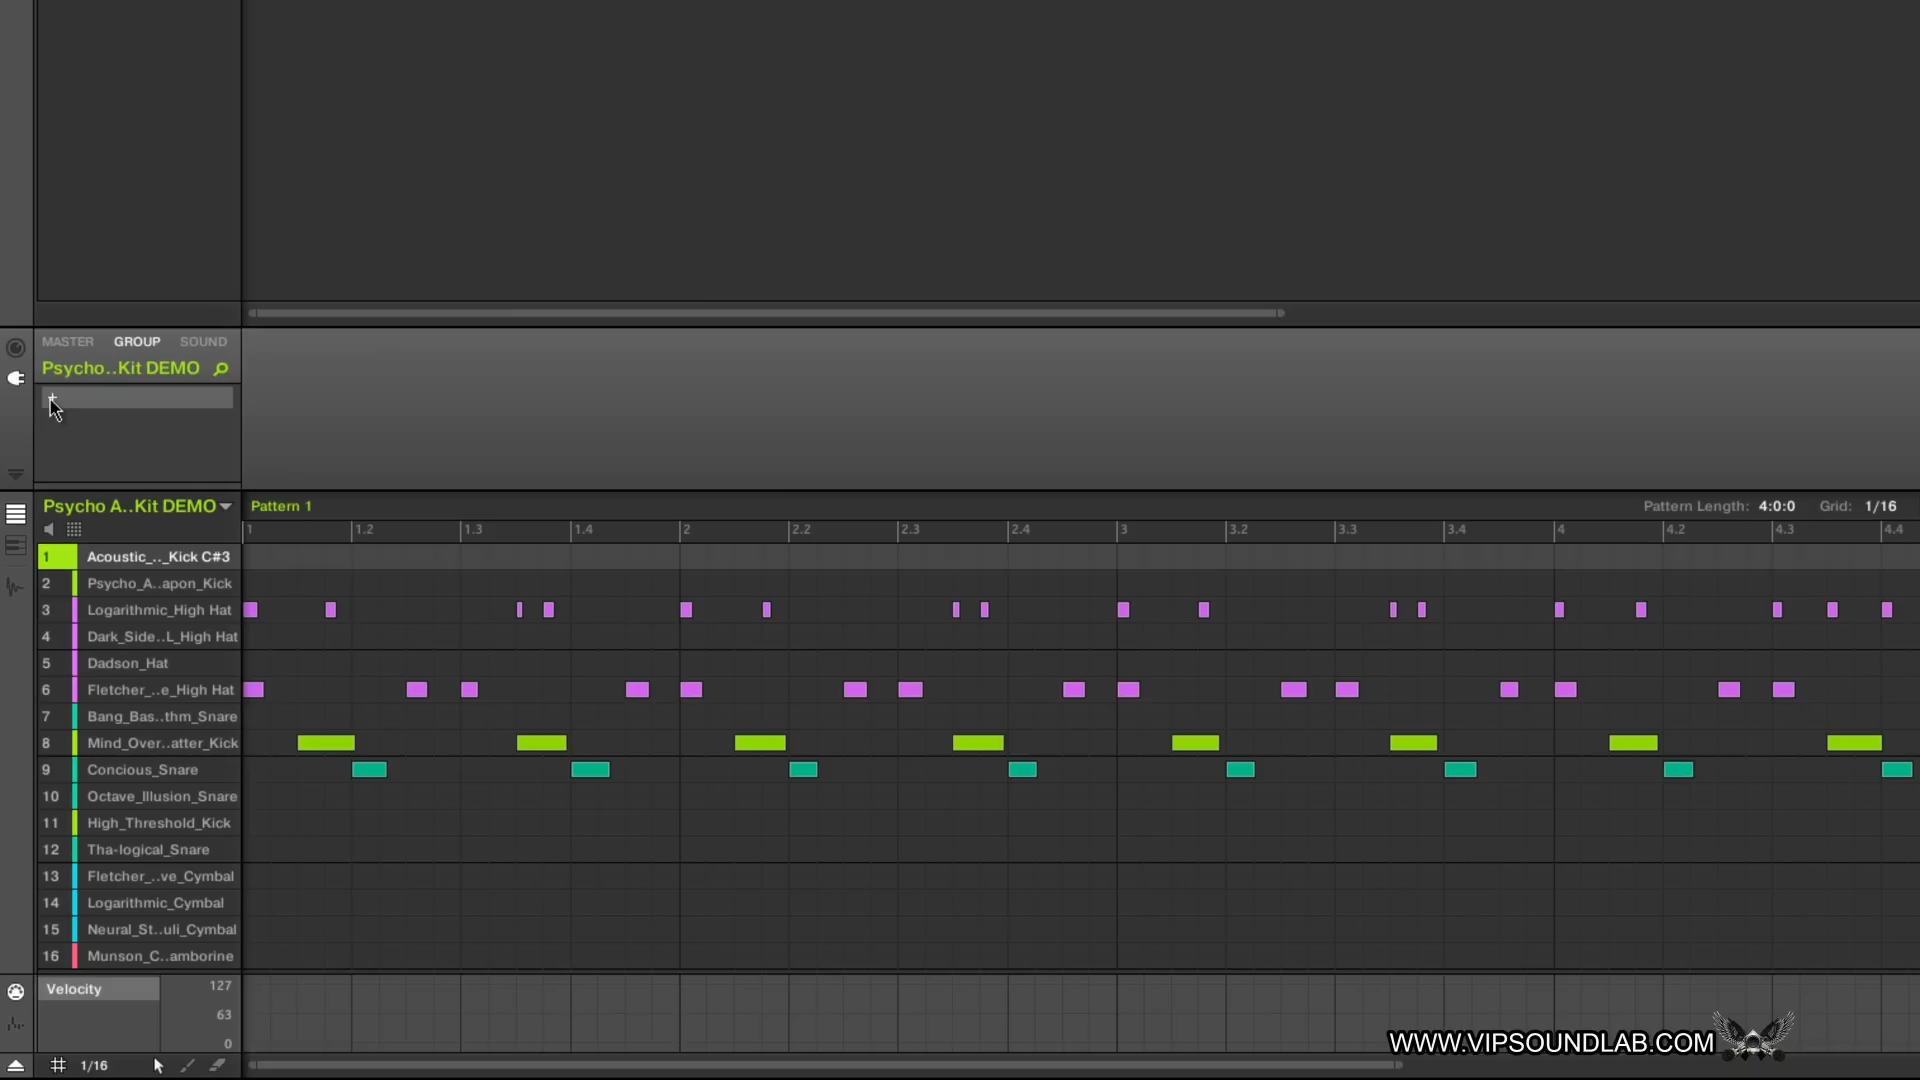 MASTER GROUP SOUND
Psycho..Kit DEMO
+
Psycho A..Kit DEMO Pattern 1 Pattern Length: 4:0:0 Grid: 1/16
1 1.2 1.3 1.4 2 2.2 2.3 2.4 3 3.2 3.3 3.4 4 4.2 4.3 4.4
1 Acoustic_.._Kick C#3
2 Psycho_A..apon_Kick
3 Logarithmic_High Hat
4 Dark_Side..L_High Hat
5 Dadson_Hat
6 Fletcher_..e_High Hat
7 Bang_Bas..thm_Snare
8 Mind_Over..atter_Kick
9 Concious_Snare
10 Octave_Illusion_Snare
11 High_Threshold_Kick
12 Tha-logical_Snare
13 Fletcher_..ve_Cymbal
14 Logarithmic_Cymbal
15 Neural_St..uli_Cymbal
16 Munson_C..amborine
Velocity 127
63
0
WWW.VIPSOUNDLAB.COM
1/16